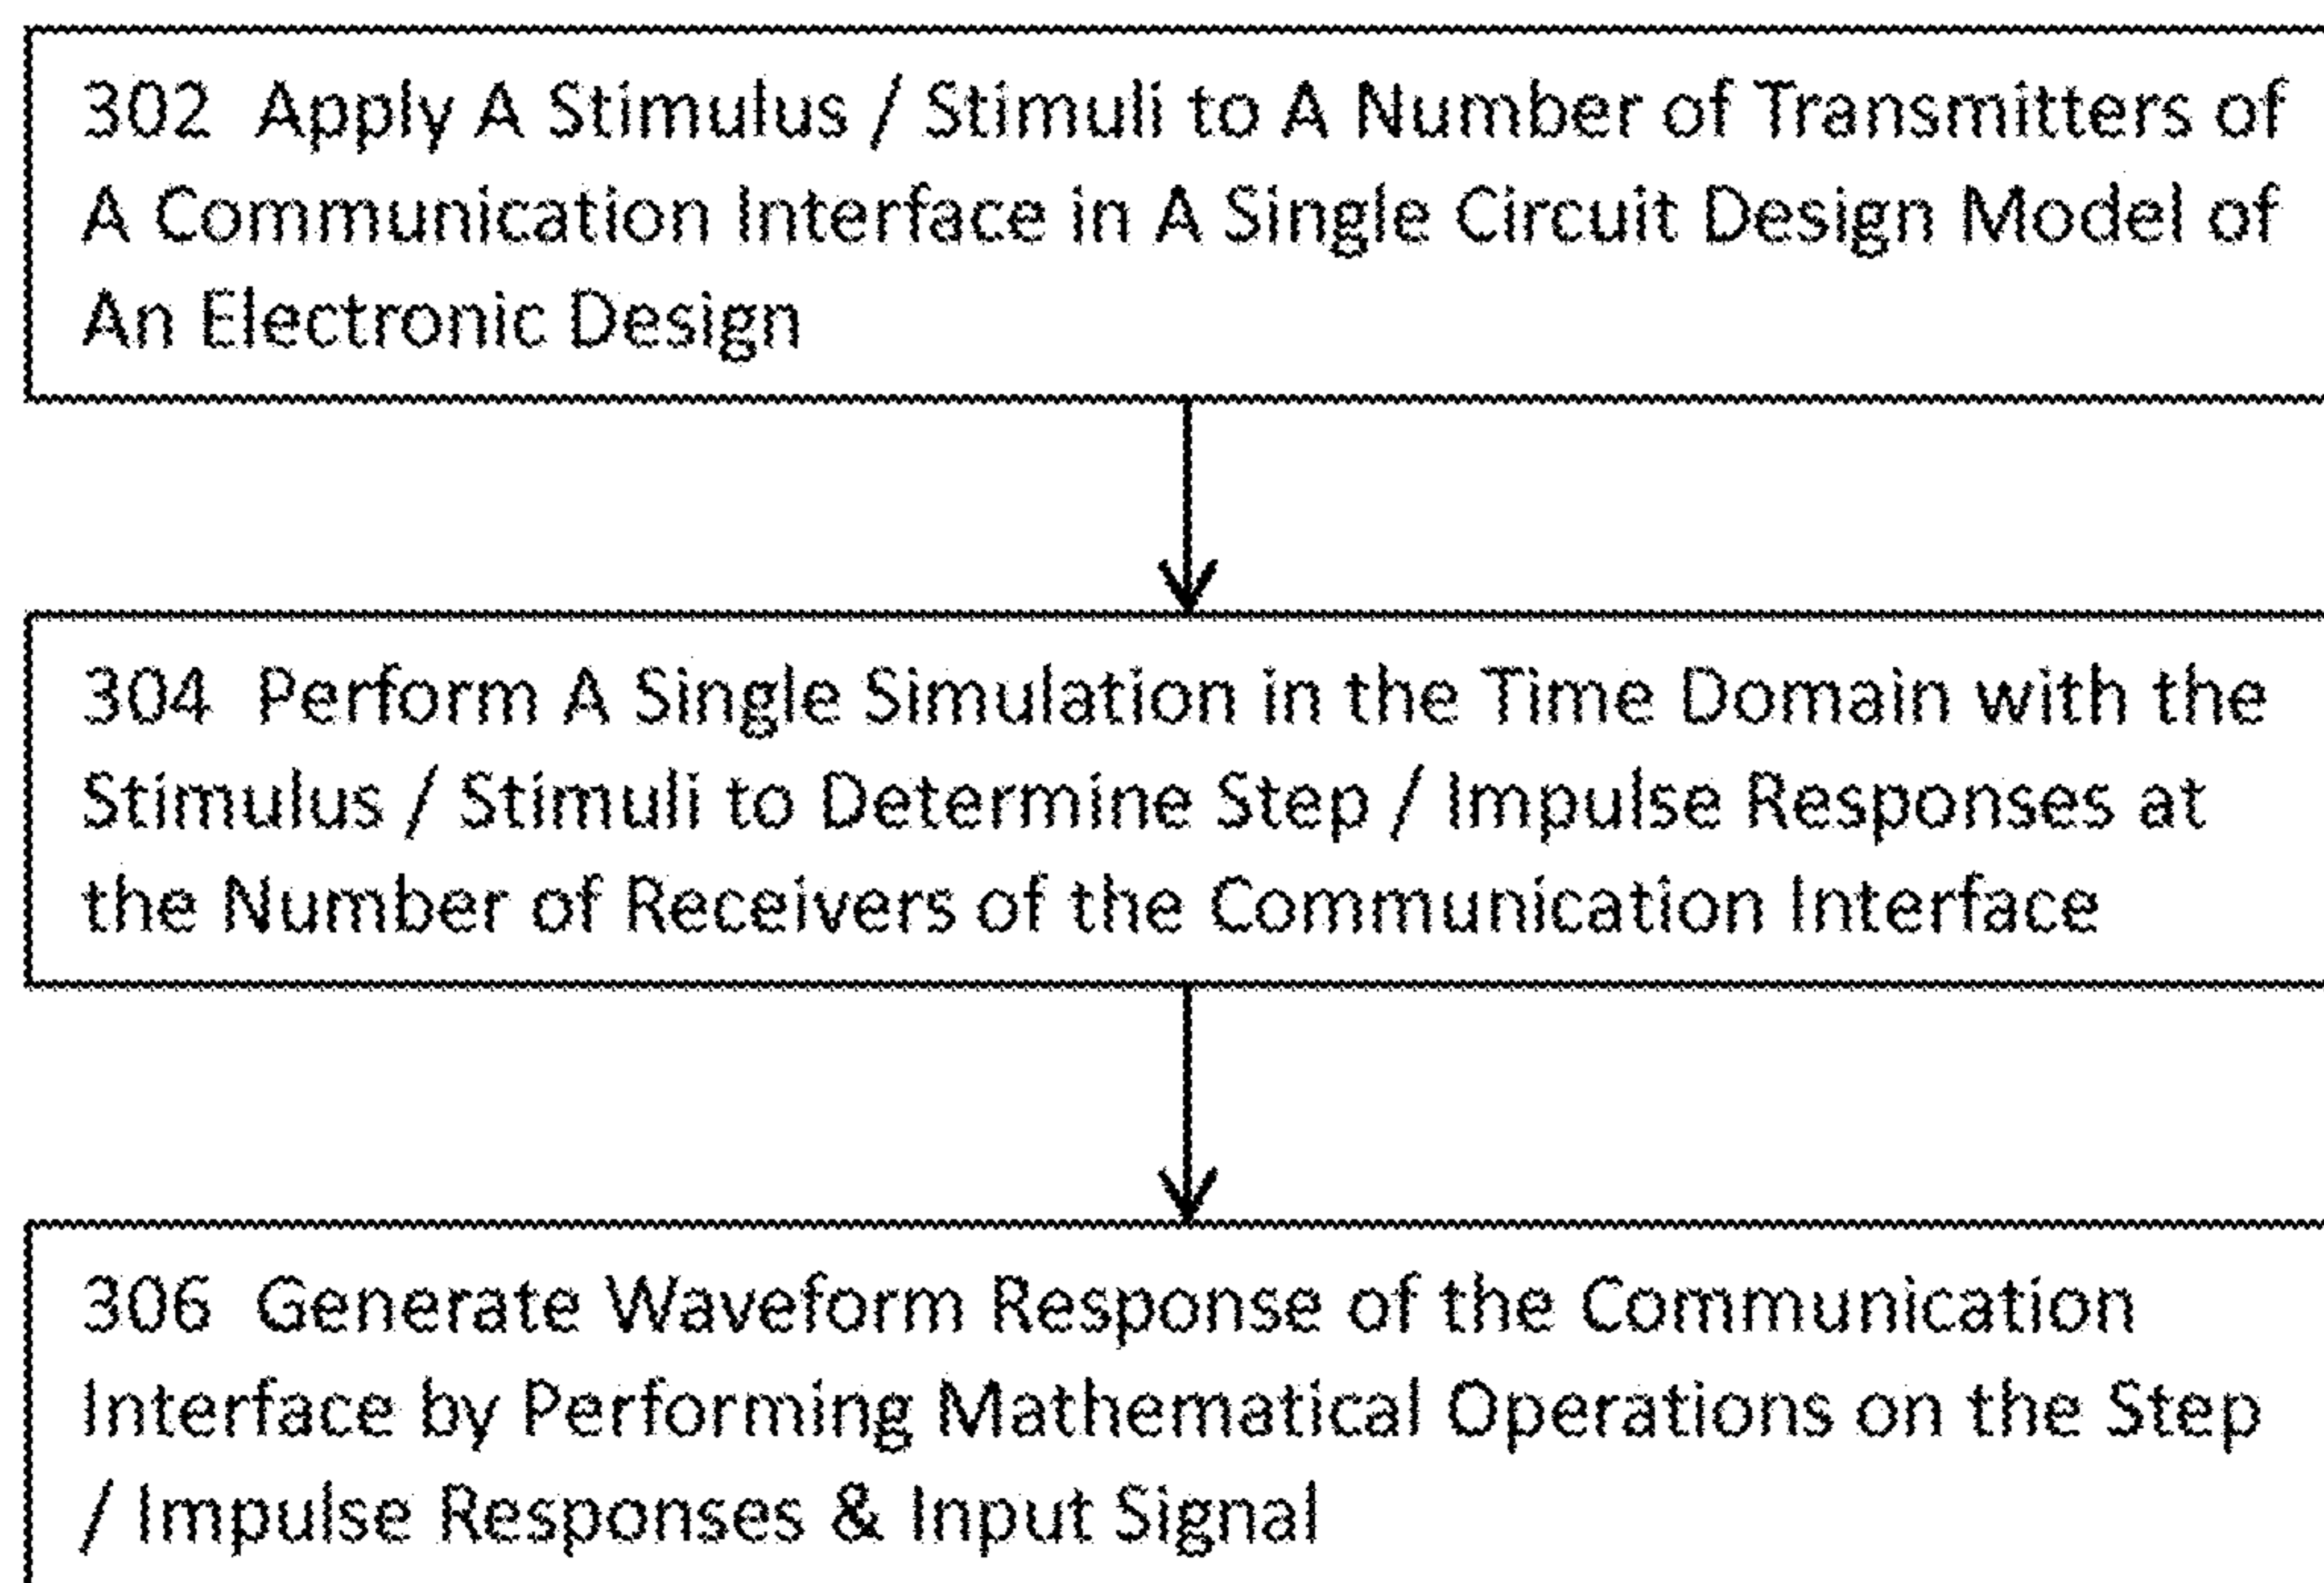 302 Apply A Stimulus / Stimuli to A Number of Transmitters of
A Communication Interface in A Single Circuit Design Model of
An Electronic Design
304 Perform A Single Simulation in the Time Domain with the
Stimulus / Stimuli to Determine Step / Impulse Responses at
the Number of Receivers of the Communication Interface
306 Generate Waveform Response of the Communication
Interface by Performing Mathematical Operations on the Step
/ Impulse Responses & Input Signal